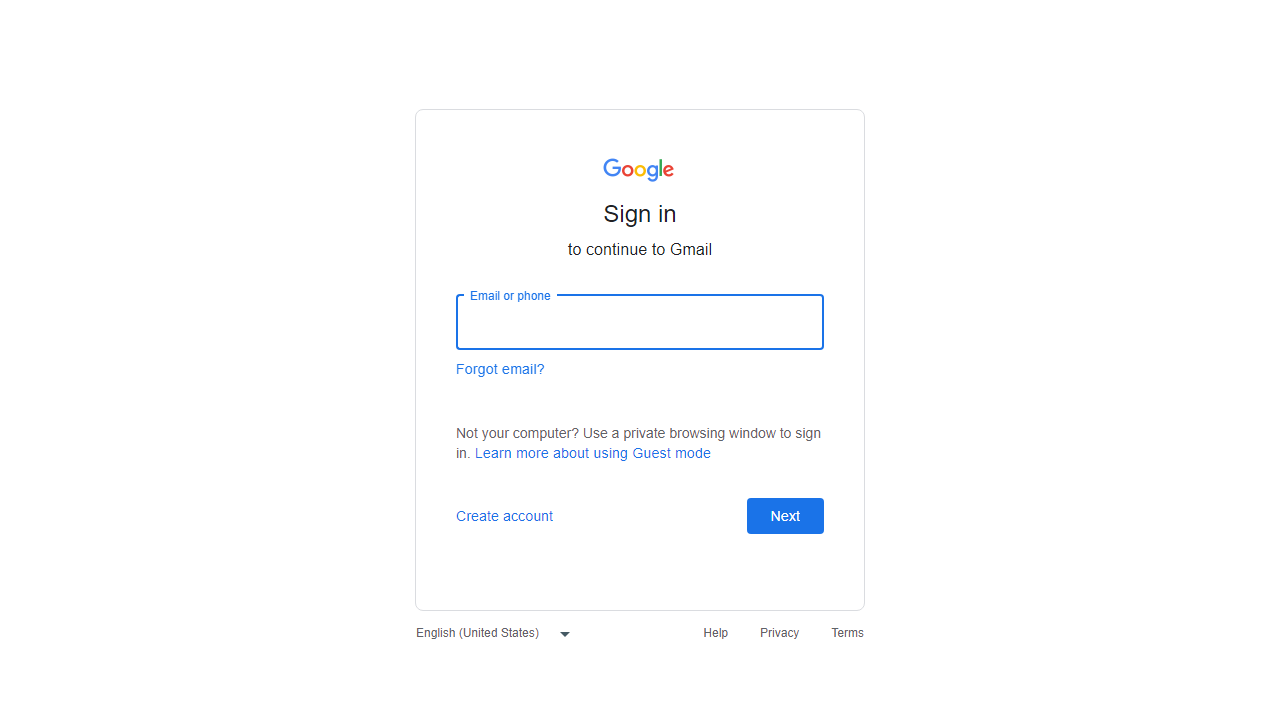 Google
Sign in
to continue to Gmail
Email or phone
Forgot email?
Not your computer? Use a private browsing window to sign
in. Learn more about using Guest mode
Create account
Next
English (United States)
Help
Privacy
Terms